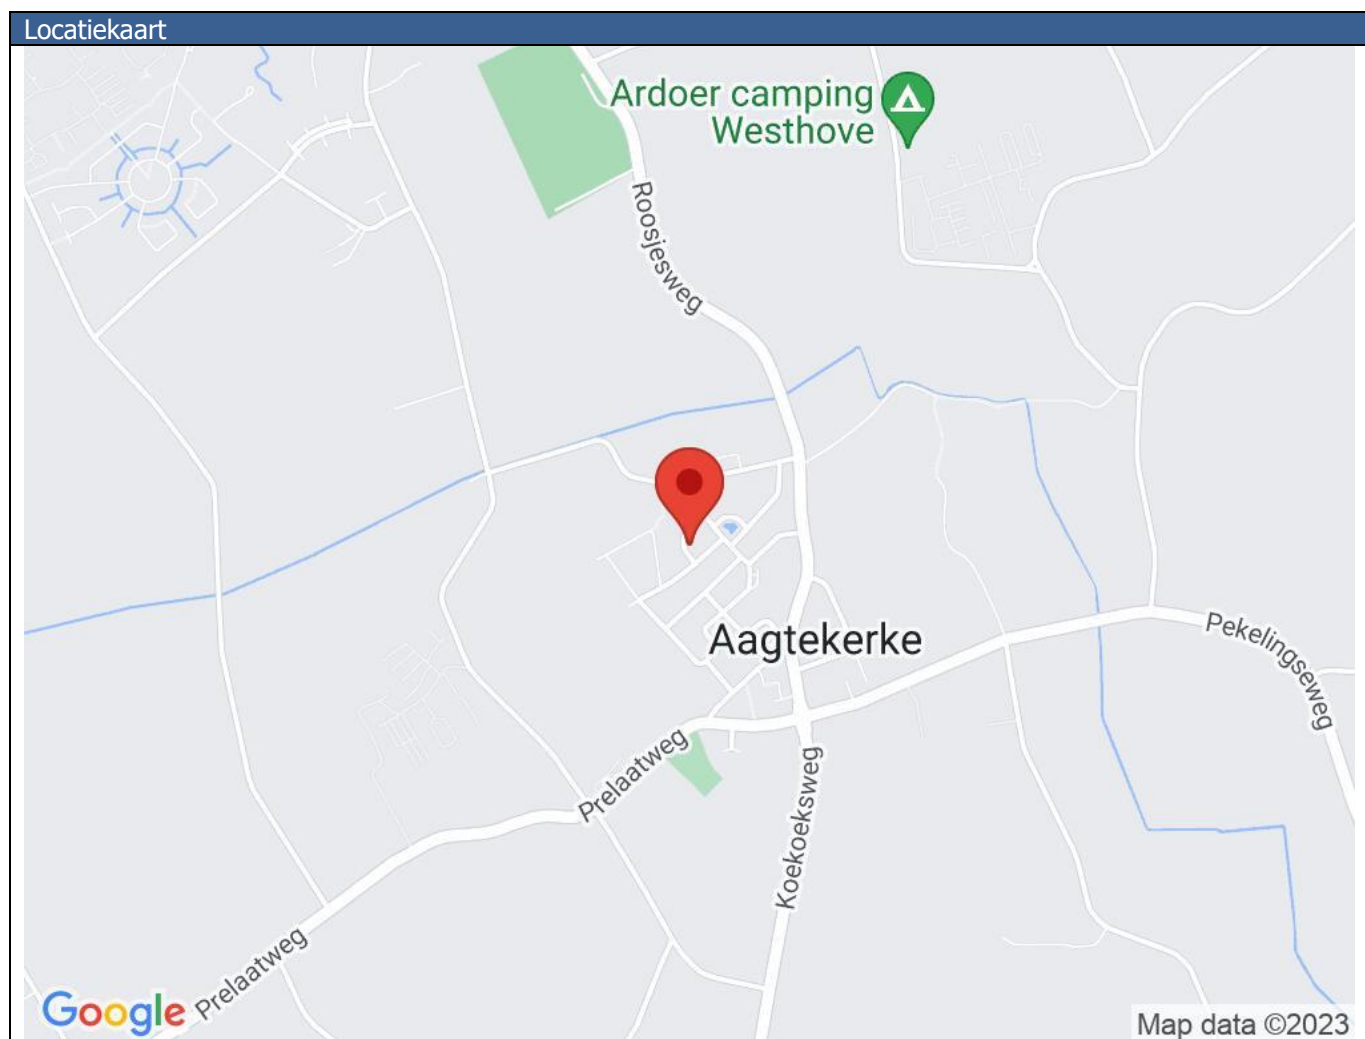 Locatiekaart
Ardoer camping
Westhove
Roosjesweg
Aagtekerke
Pekelingseweg
Prelaatweg
Koekoeksweg
Prelaatweg
Google
Map data ©2023